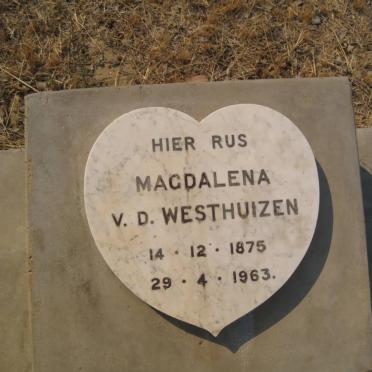 HIER RUS
MAGDALENA
V. D. WESTHUIZEN
14 · 12 · 1875
29 · 4 · 1963.